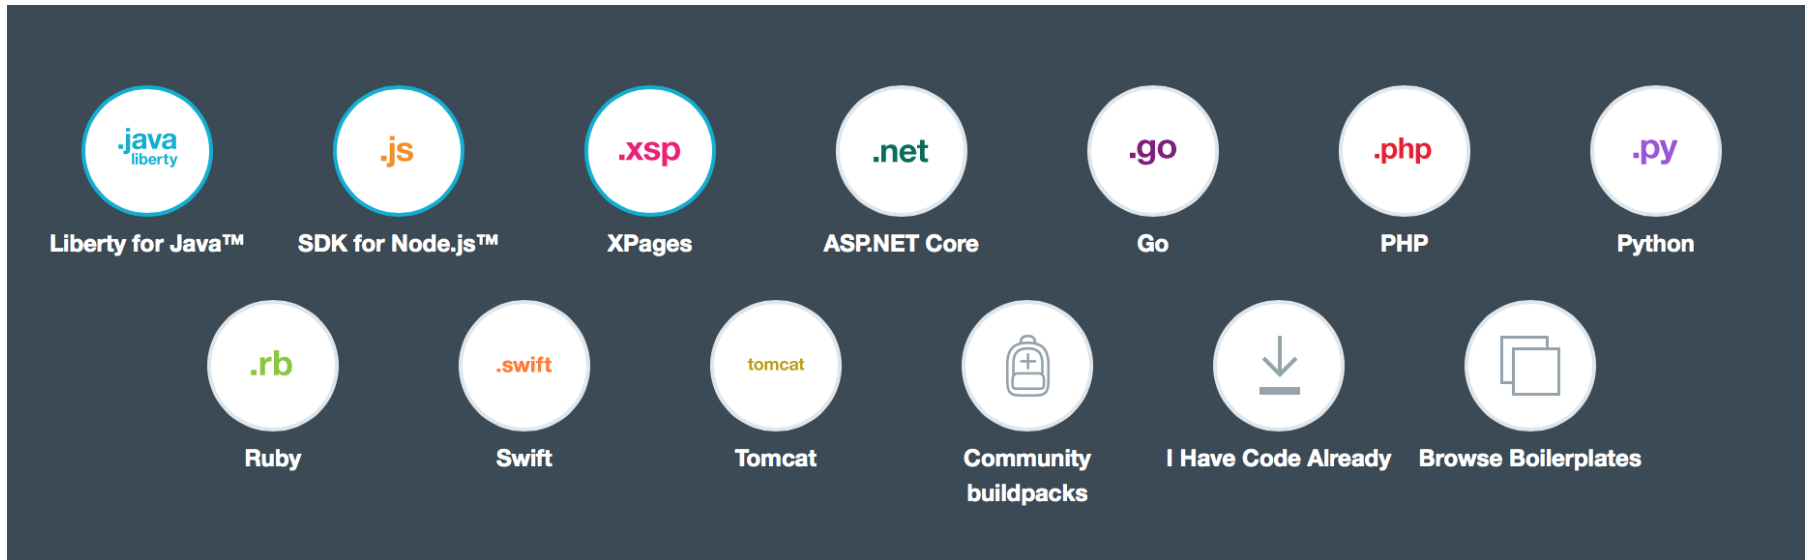 .java
liberty
.js
.xsp
.net
.go
.php
.py
Liberty for Java™
SDK for Node.js™
XPages
ASP.NET Core
Go
PHP
Python
.rb
.swift
tomcat
Ruby
Swift
Tomcat
Community
buildpacks
I Have Code Already
Browse Boilerplates